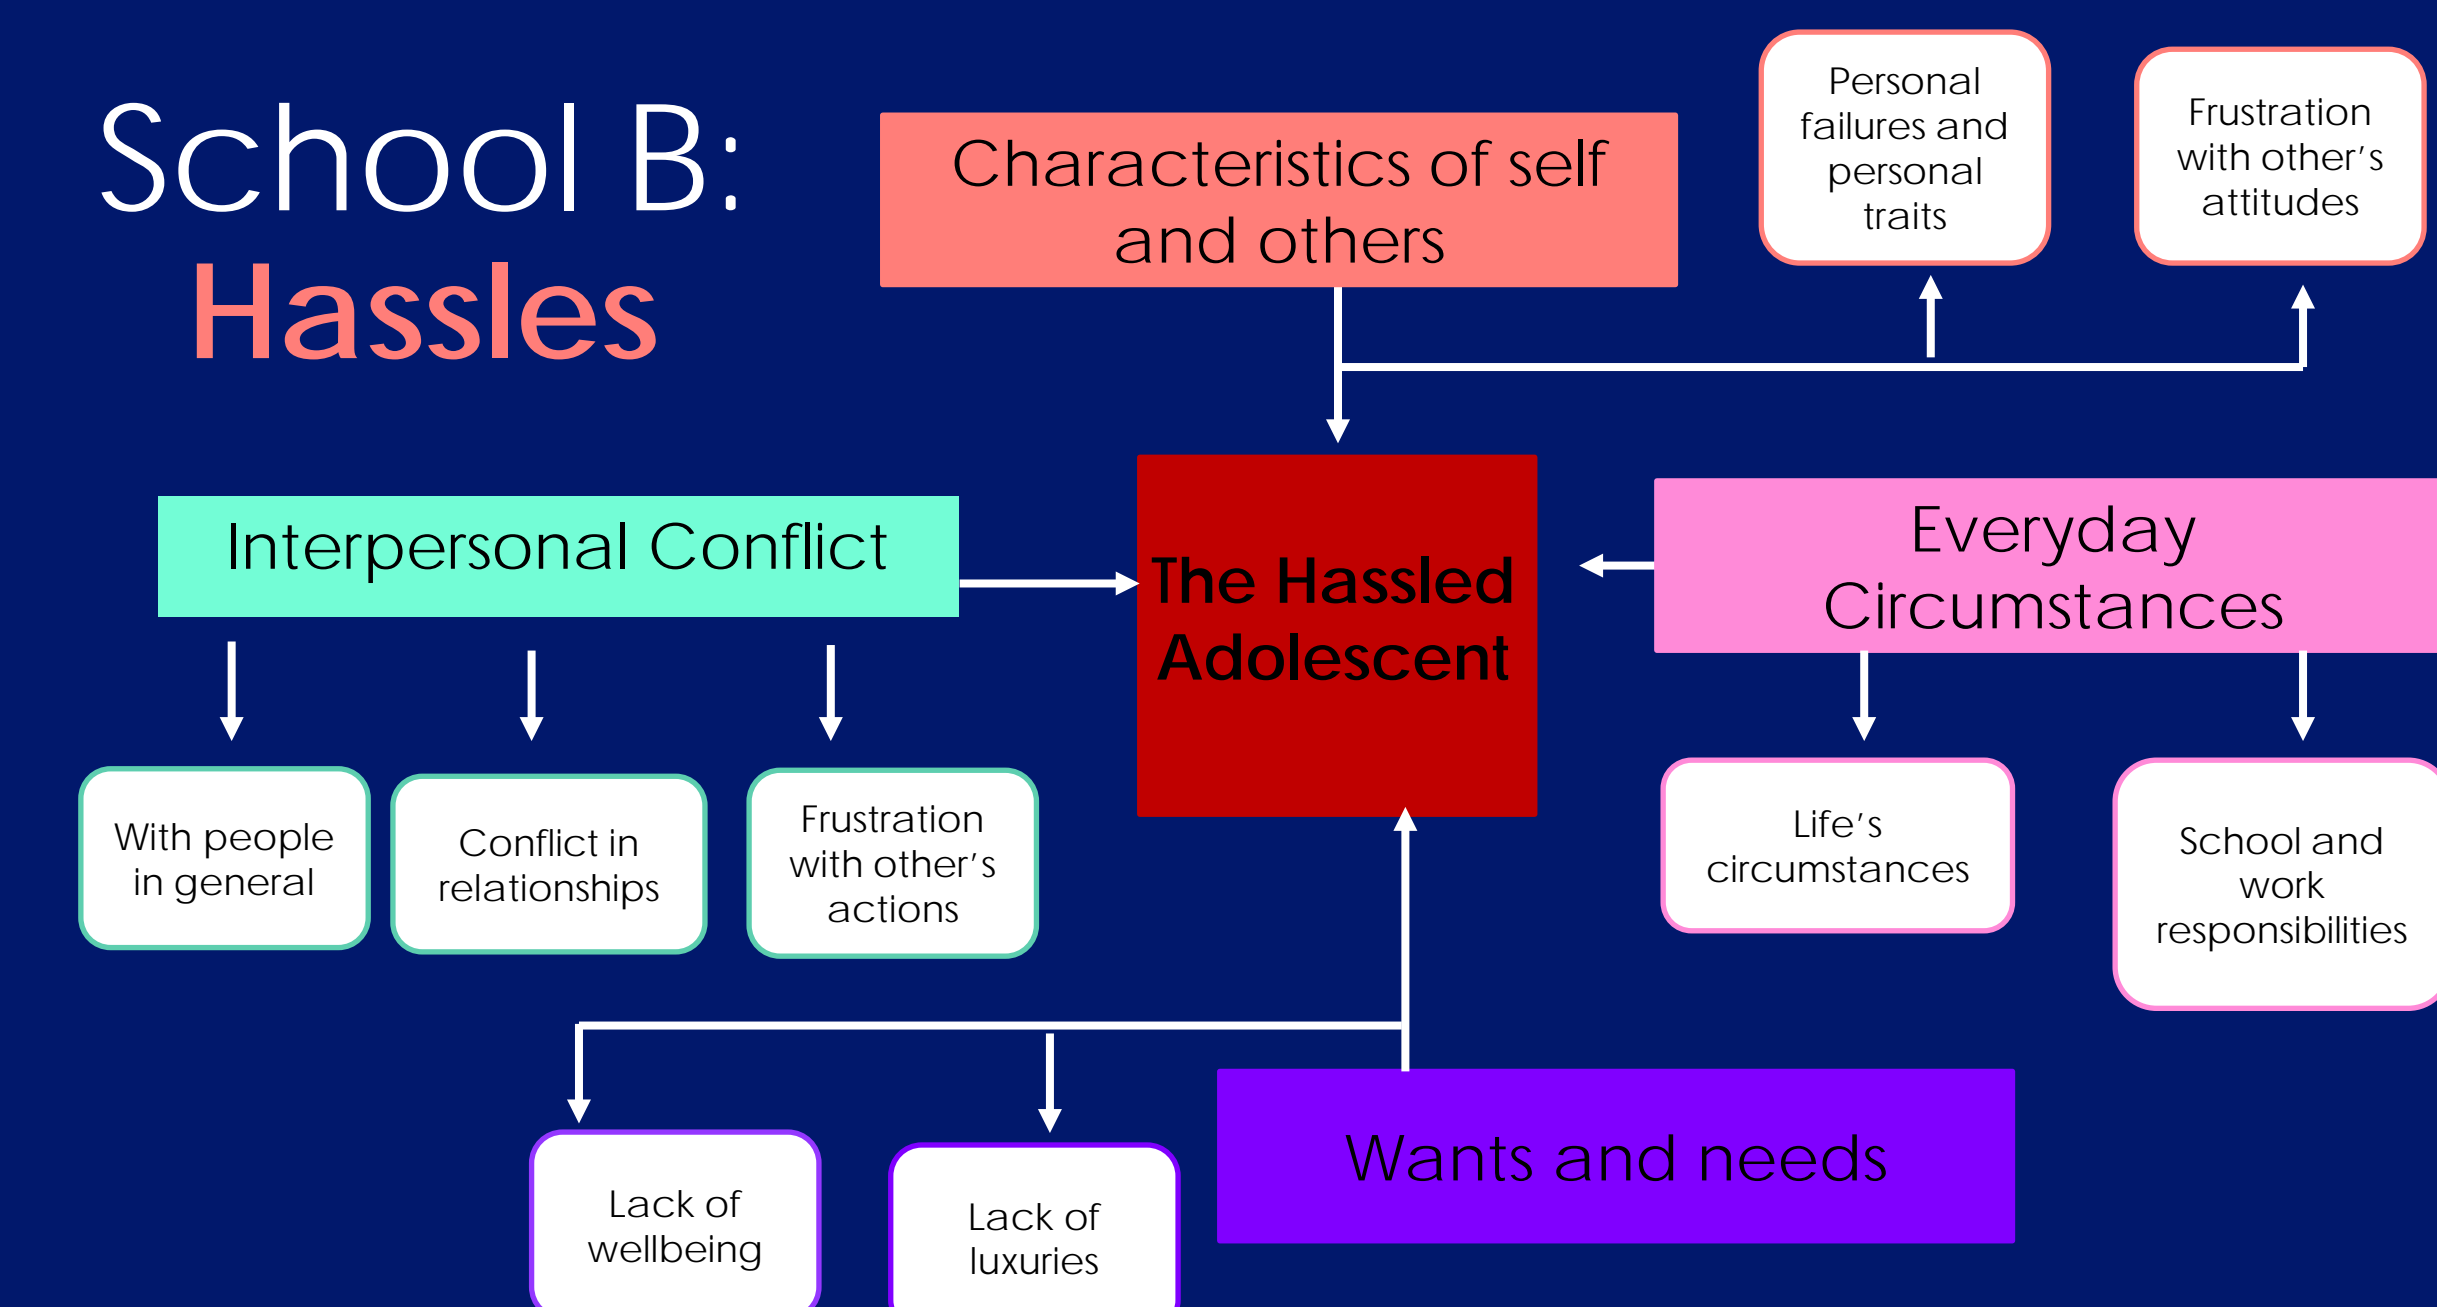 School B:
Hassles
Characteristics of self
and others
Personal
failures and
personal
traits
Frustration
with other’s
attitudes
Interpersonal Conflict
The Hassled
Adolescent
Everyday
Circumstances
With people
in general
Conflict in
relationships
Frustration
with other’s
actions
Life’s
circumstances
School and
work
responsibilities
Lack of
wellbeing
Lack of
luxuries
Wants and needs